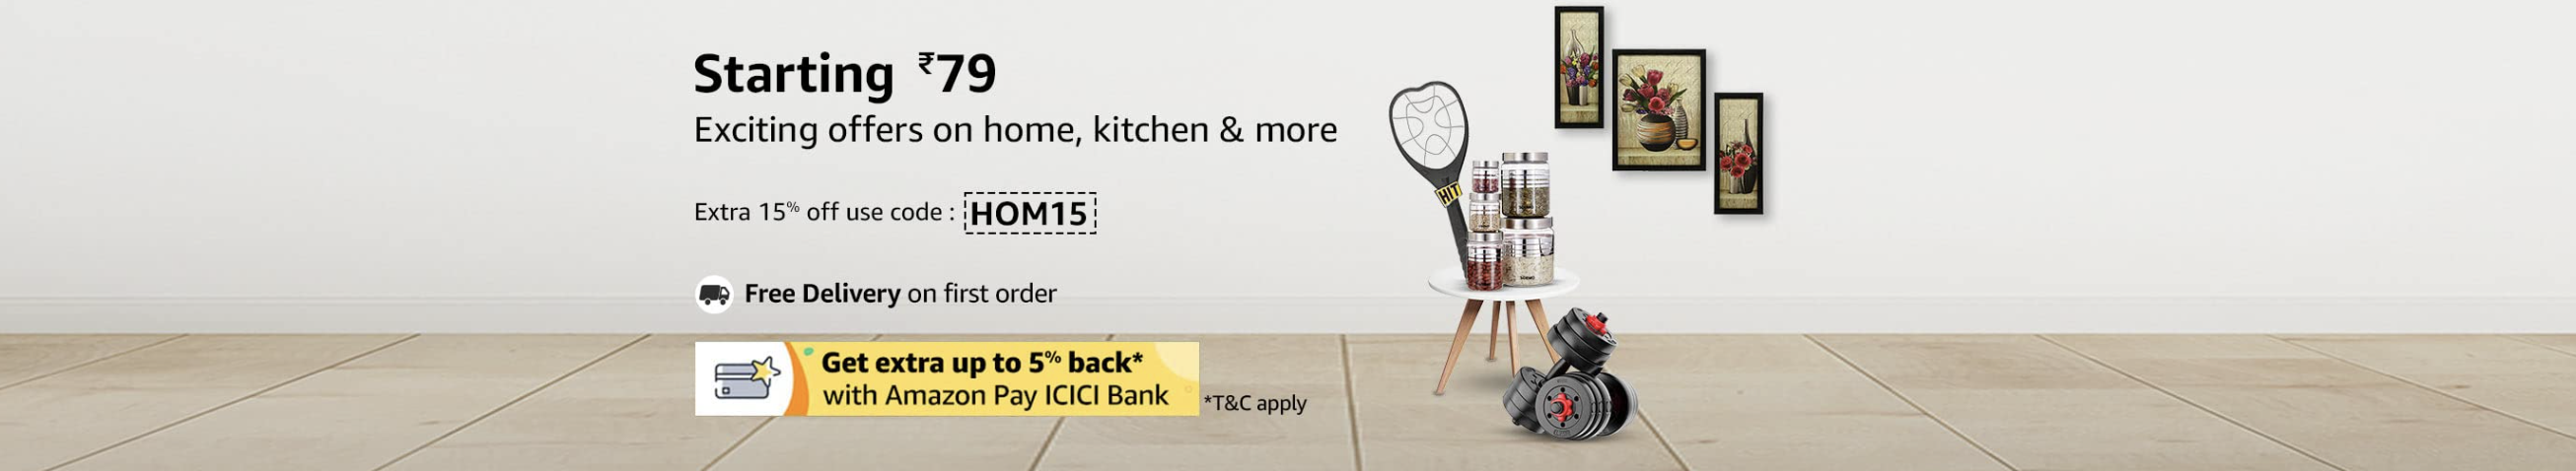 Starting ₹79
Exciting offers on home, kitchen & more
Extra 15% off use code : HOM15
Free Delivery on first order
Get extra up to 5% back*
with Amazon Pay ICICI Bank
*T&C apply
HIT